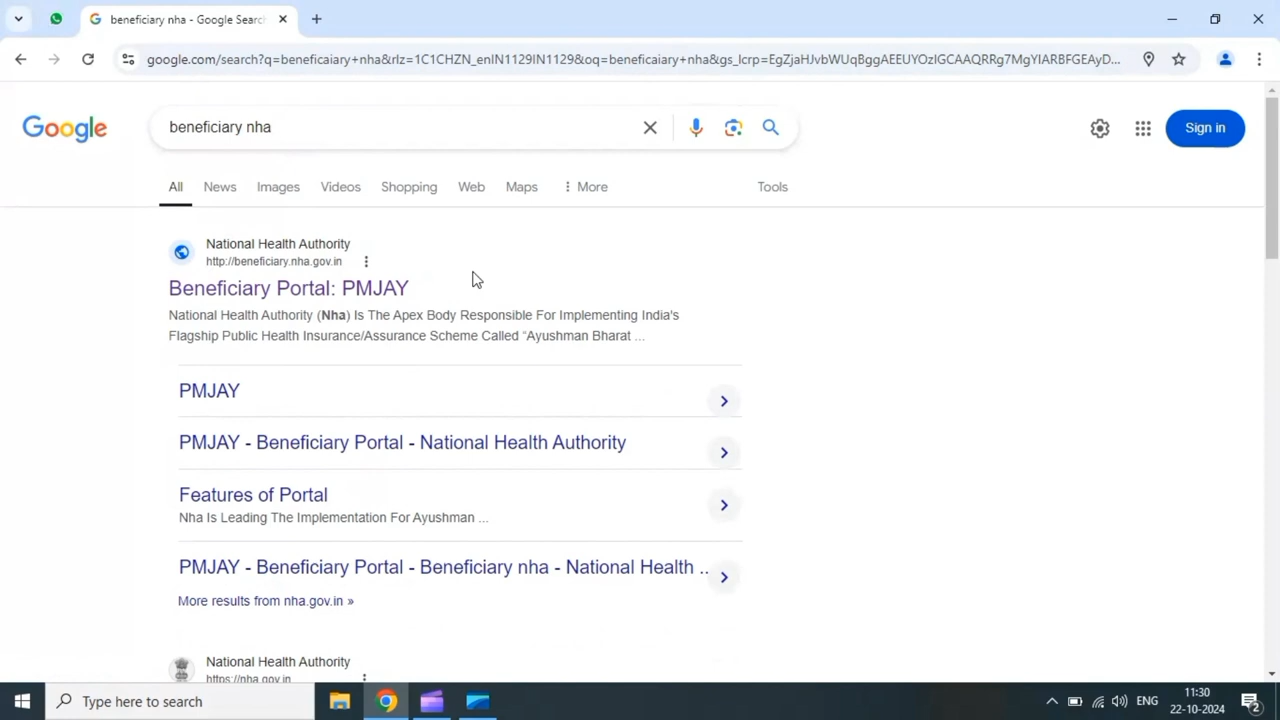 beneficiary nha - Google Searc
google.com/search?q=beneficaiary+nha&rlz=1C1CHZN_enIN1129IN1129&oq=beneficaiary+nha&gs_lcrp=EgZjaHJvbWUqBggAEEUYOzIGCAAQRRg7MgYIARBFGEAyD...
Google
beneficiary nha
Sign in
All News Images Videos Shopping Web Maps More Tools
National Health Authority
http://beneficiary.nha.gov.in
Beneficiary Portal: PMJAY
National Health Authority (Nha) Is The Apex Body Responsible For Implementing India's
Flagship Public Health Insurance/Assurance Scheme Called “Ayushman Bharat ...
PMJAY
PMJAY - Beneficiary Portal - National Health Authority
Features of Portal
Nha Is Leading The Implementation For Ayushman ...
PMJAY - Beneficiary Portal - Beneficiary nha - National Health ..
More results from nha.gov.in »
National Health Authority
https://nha.gov.in
Type here to search
ENG
11:30
22-10-2024
2